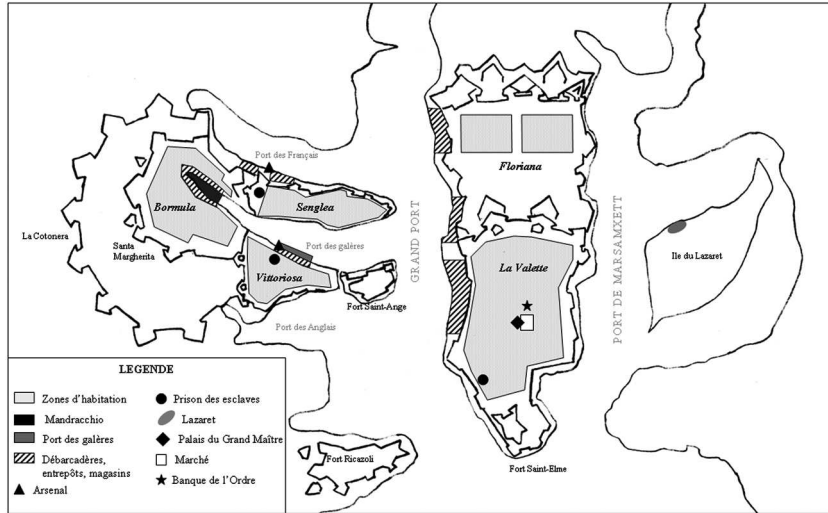 Port des Français
Floriana
Bormula
Senglea
La Cotonera
Santa
Margherita
Port des galères
GRAND PORT
PORT DE MARSAMXETT
Ile du Lazaret
La Valette
Vittoriosa
Fort Saint-Ange
Port des Anglais
LEGENDE
Zones d'habitation
Mandracchio
Port des galères
Débarcadères,
entrepôts, magasins
Arsenal
Prison des esclaves
Lazaret
Palais du Grand Maître
Marché
Banque de l'Ordre
Fort Ricazoli
Fort Saint-Elme